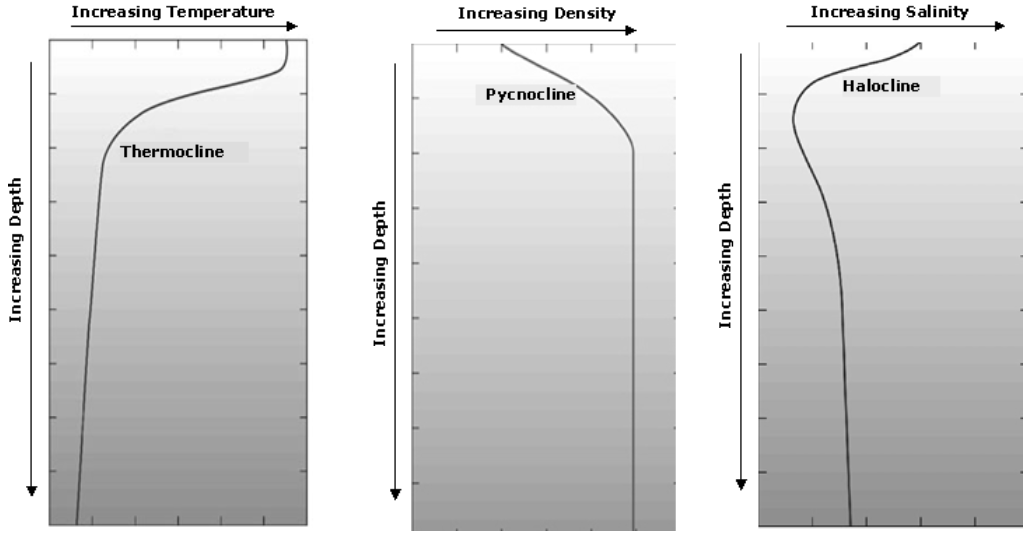 Increasing Temperature
Increasing Depth
Thermocline
Increasing Density
Increasing Depth
Pycnocline
Increasing Salinity
Increasing Depth
Halocline